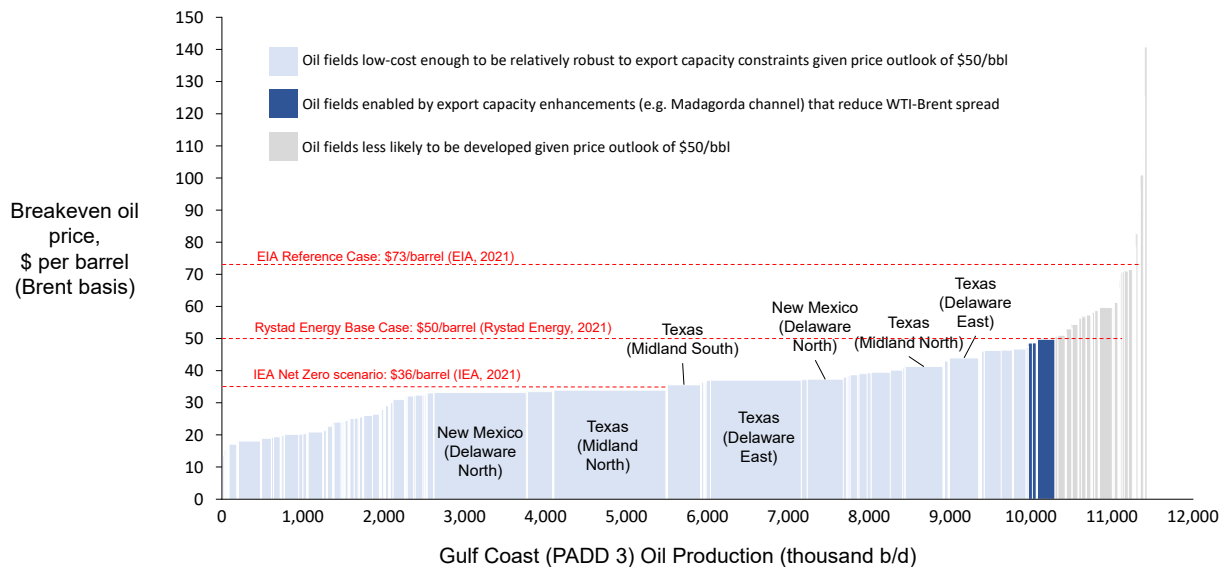 150
140
130
120
110
100
90
80
70
60
50
40
30
20
10
0
Breakeven oil
price,
$ per barrel
(Brent basis)
Oil fields low-cost enough to be relatively robust to export capacity constraints given price outlook of $50/bbl
Oil fields enabled by export capacity enhancements (e.g. Madagorda channel) that reduce WTI-Brent spread
Oil fields less likely to be developed given price outlook of $50/bbl
EIA Reference Case: $73/barrel (EIA, 2021)
Rystad Energy Base Case: $50/barrel (Rystad Energy, 2021)
IEA Net Zero scenario: $36/barrel (IEA, 2021)
Texas
(Midland South)
New Mexico
(Delaware
North)
Texas
(Midland North)
Texas
(Delaware
East)
New Mexico
(Delaware
North)
Texas
(Midland
North)
Texas
(Delaware
East)
0
1,000
2,000
3,000
4,000
5,000
6,000
7,000
8,000
9,000
10,000
11,000
12,000
Gulf Coast (PADD 3) Oil Production (thousand b/d)